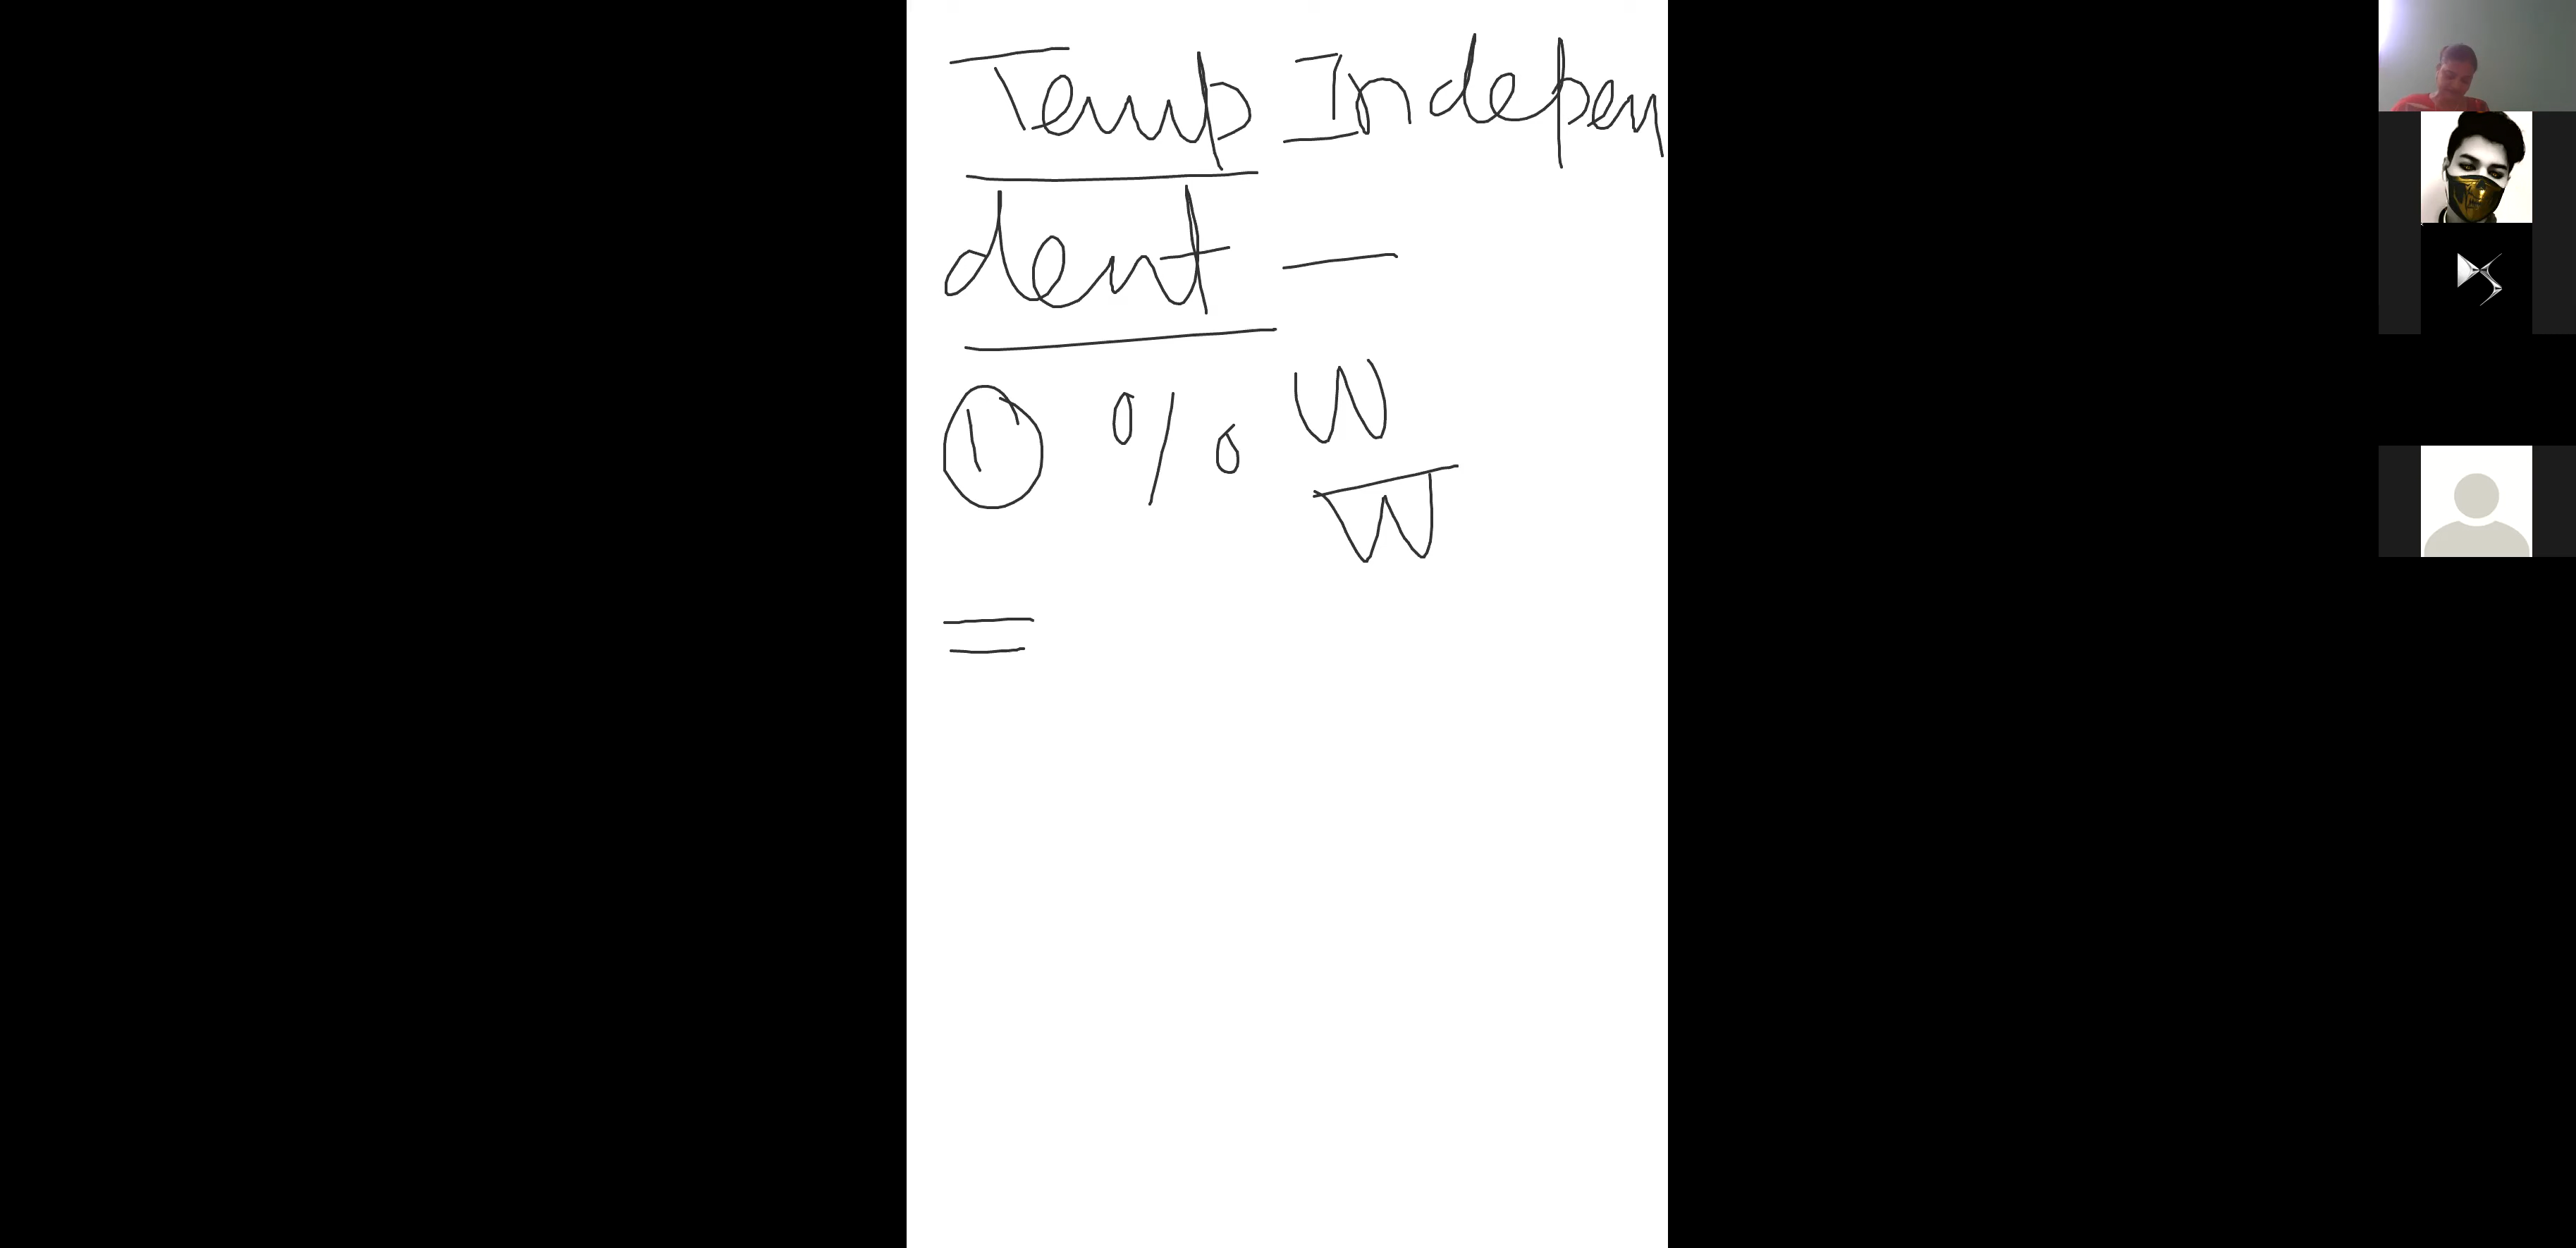 Temp Indepen
dent —
① % W/W
=